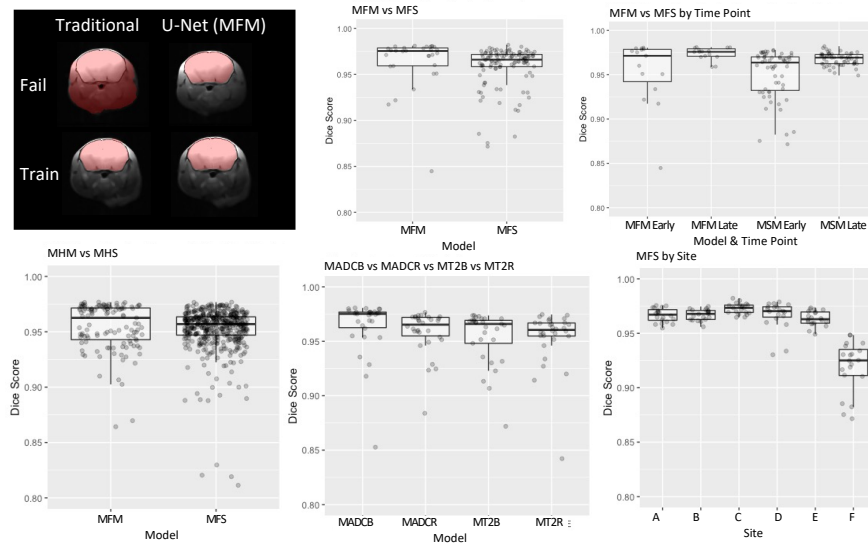 Traditional U-Net (MFM)
Fail
Train
MFM vs MFS
Dice Score
1.00
0.95
0.90
0.85
0.80
MFM MFS
Model
MFM vs MFS by Time Point
Dice Score
1.00
0.95
0.90
0.85
0.80
MFM Early MFM Late MSM Early MSM Late
Model & Time Point
MHM vs MHS
Dice Score
1.00
0.95
0.90
0.85
0.80
MFM MFS
Model
MADCB vs MADCR vs MT2B vs MT2R
Dice Score
1.00
0.95
0.90
0.85
0.80
MADCB MADCR MT2B MT2R
Model
MFS by Site
Dice Score
1.00
0.95
0.90
0.85
0.80
A B C D E F
Site